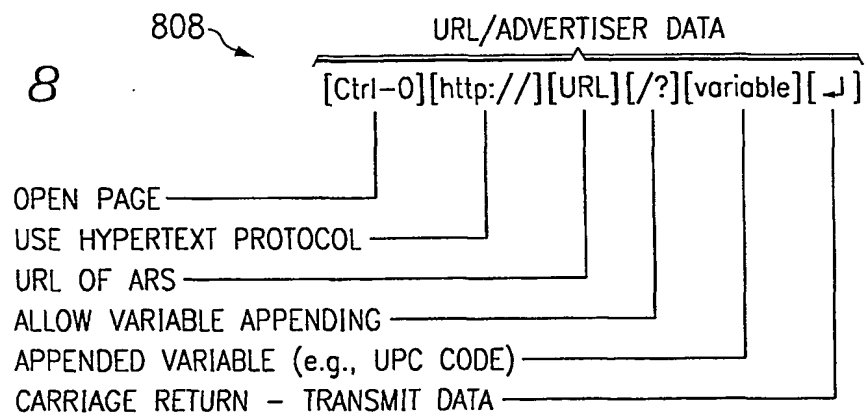 808
URL/ADVERTISER DATA
8
[Ctrl-O][http://][URL][/?][variable][↲]
OPEN PAGE
USE HYPERTEXT PROTOCOL
URL OF ARS
ALLOW VARIABLE APPENDING
APPENDED VARIABLE (e.g., UPC CODE)
CARRIAGE RETURN - TRANSMIT DATA